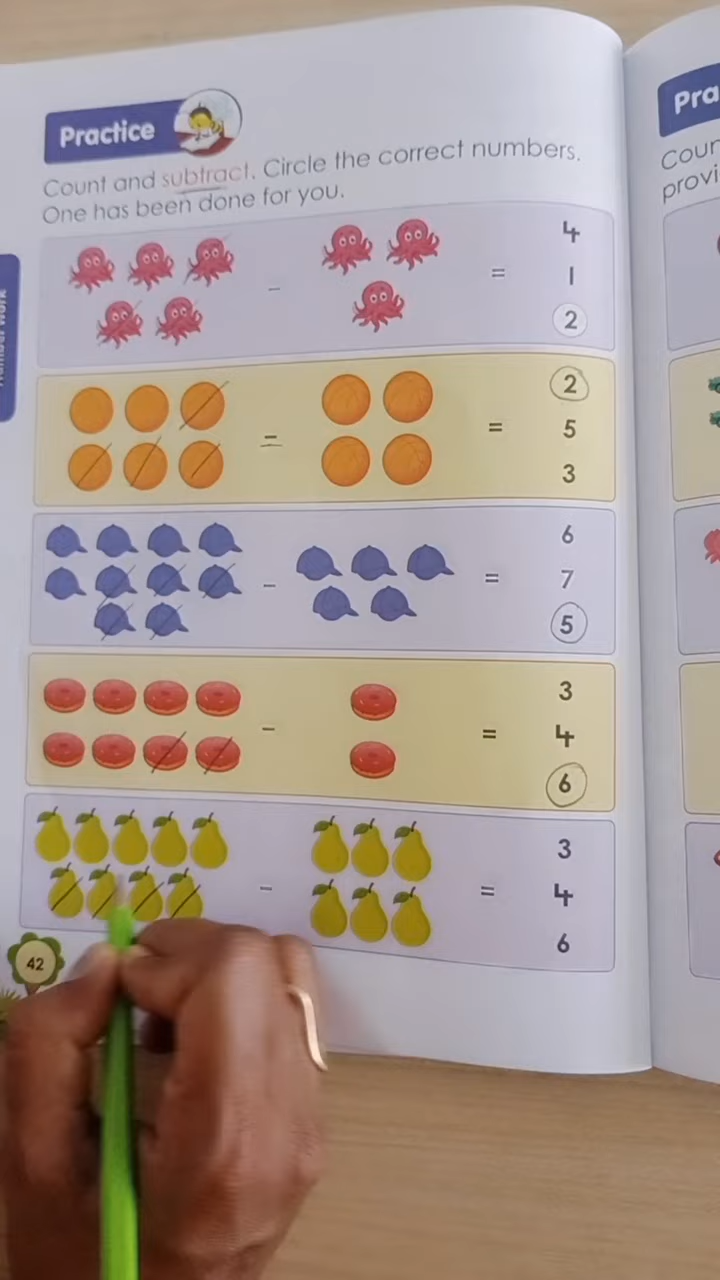 Practice
Count and subtract. Circle the correct numbers.
One has been done for you.
- = 4
1
2
- = 2
5
3
- = 6
7
5
- = 3
4
6
- = 3
4
6
42
Pra
Cour
provi